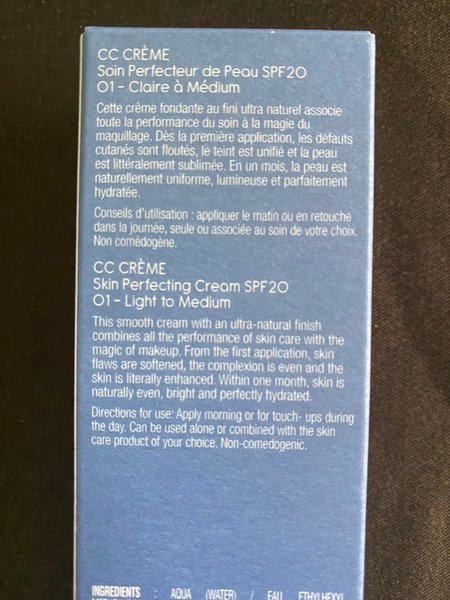 CC CRÈME
Soin Perfecteur de Peau SPF20
01 – Claire à Médium
Cette crème fondante au fini ultra naturel associe
toute la performance du soin à la magie du
maquillage. Dès la première application, les défauts
cutanés sont floutés, le teint est unifié et la peau
est littéralement sublimée. En un mois, la peau est
naturellement uniforme, lumineuse et parfaitement
hydratée.
Conseils d'utilisation : appliquer le matin ou en retouche
dans la journée, seule ou associée au soin de votre choix.
Non comédogène.
CC CRÈME
Skin Perfecting Cream SPF20
01 – Light to Medium
This smooth cream with an ultra-natural finish
combines all the performance of skin care with the
magic of makeup. From the first application, skin
flaws are softened, the complexion is even and the
skin is literally enhanced. Within one month, skin is
naturally even, bright and perfectly hydrated.
Directions for use: Apply morning or for touch- ups during
the day. Can be used alone or combined with the skin
care product of your choice. Non-comedogenic.
INGREDIENTS : AQUA (WATER) / EAU ETHYLHEXYL